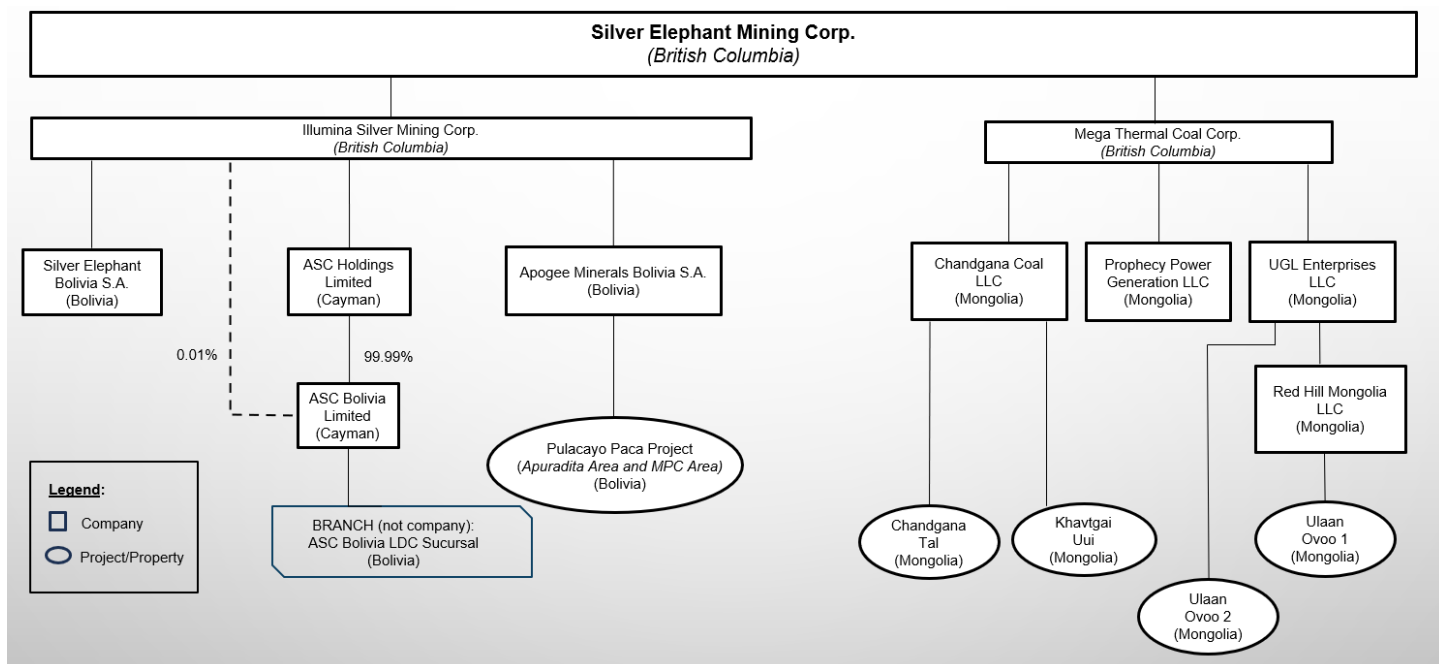 Silver Elephant Mining Corp.
(British Columbia)
Illumina Silver Mining Corp.
(British Columbia)
Mega Thermal Coal Corp.
(British Columbia)
Silver Elephant
Bolivia S.A.
(Bolivia)
ASC Holdings
Limited
(Cayman)
Apogee Minerals Bolivia S.A.
(Bolivia)
Chandgana Coal
LLC
(Mongolia)
Prophecy Power
Generation LLC
(Mongolia)
UGL Enterprises
LLC
(Mongolia)
0.01%
99.99%
ASC Bolivia
Limited
(Cayman)
Red Hill Mongolia
LLC
(Mongolia)
Pulacayo Paca Project
(Apuradita Area and MPC Area)
(Bolivia)
Legend:
Company
Project/Property
BRANCH (not company):
ASC Bolivia LDC Sucursal
(Bolivia)
Chandgana
Tal
(Mongolia)
Khavtgai
Uui
(Mongolia)
Ulaan
Ovoo 1
(Mongolia)
Ulaan
Ovoo 2
(Mongolia)